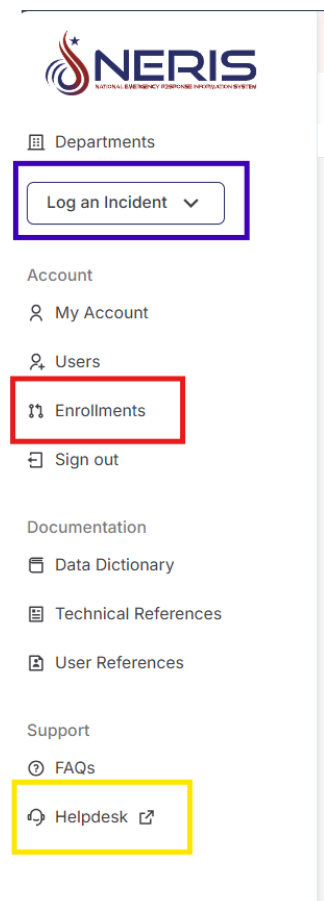 NERIS
NATIONAL EMERGENCY RESPONSE INFORMATION SYSTEM
Departments
Log an Incident
Account
My Account
Users
Enrollments
Sign out
Documentation
Data Dictionary
Technical References
User References
Support
FAQs
Helpdesk